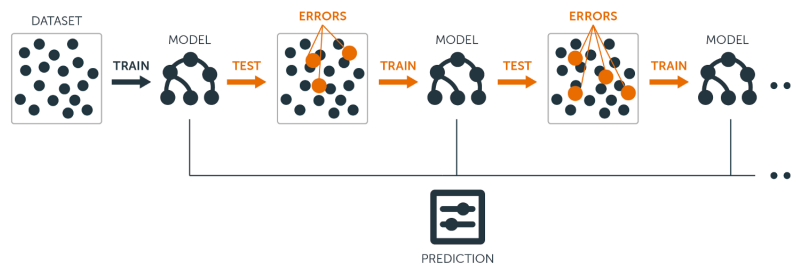 DATASET
TRAIN
MODEL
TEST
ERRORS
TRAIN
MODEL
TEST
ERRORS
TRAIN
MODEL
PREDICTION